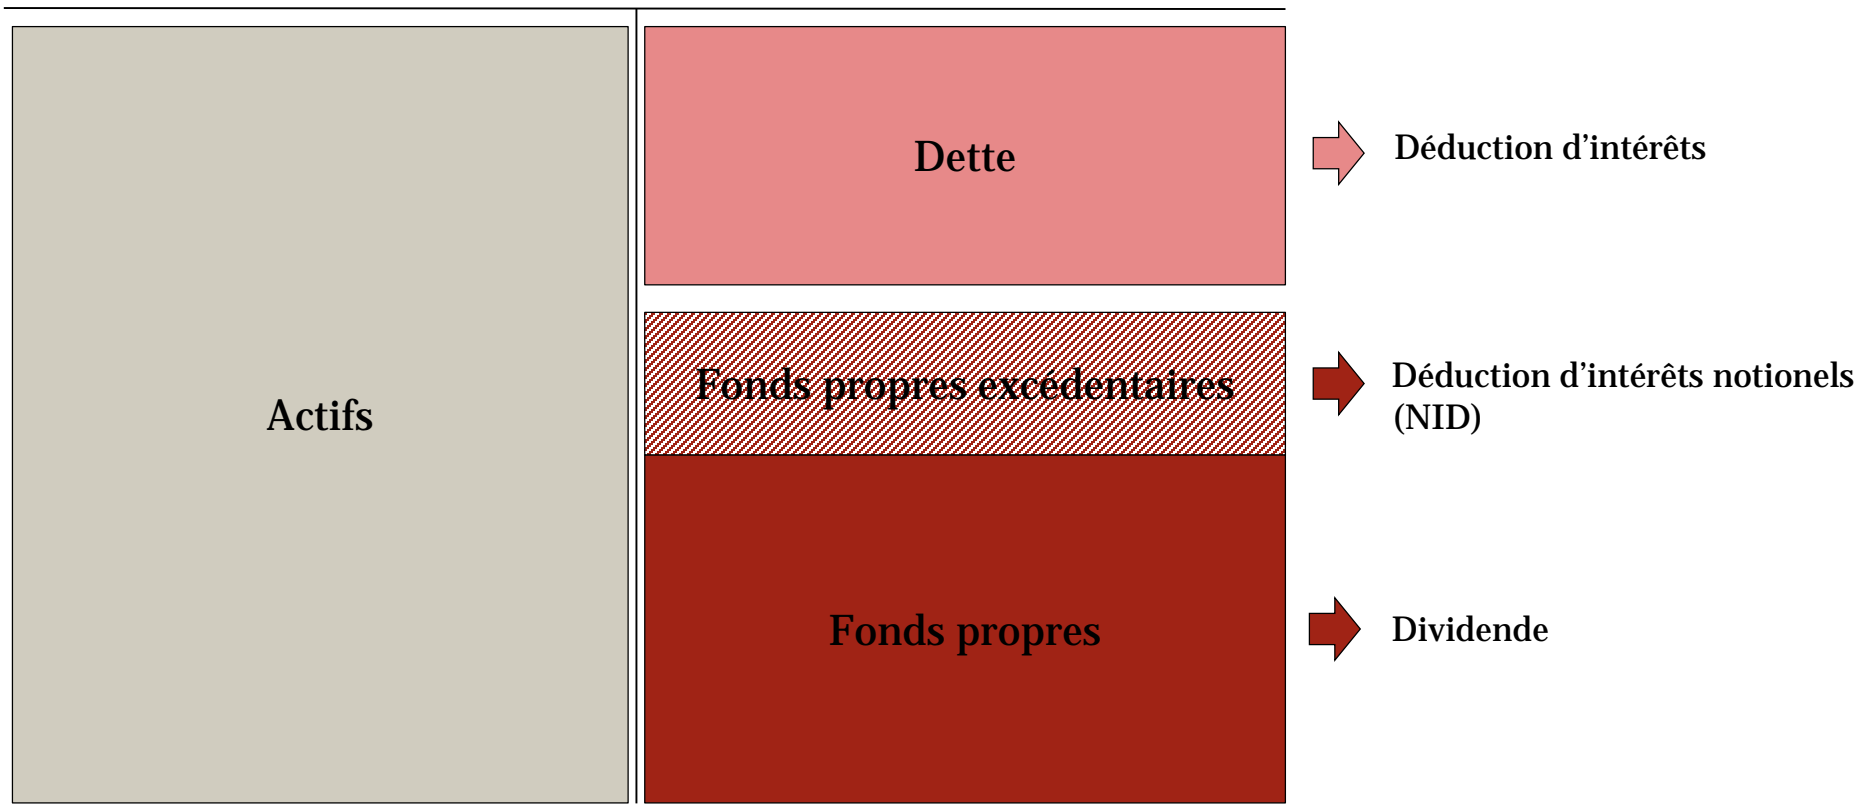 Actifs
Dette
Déduction d’intérêts
Fonds propres excédentaires
Déduction d’intérêts notionels
(NID)
Fonds propres
Dividende